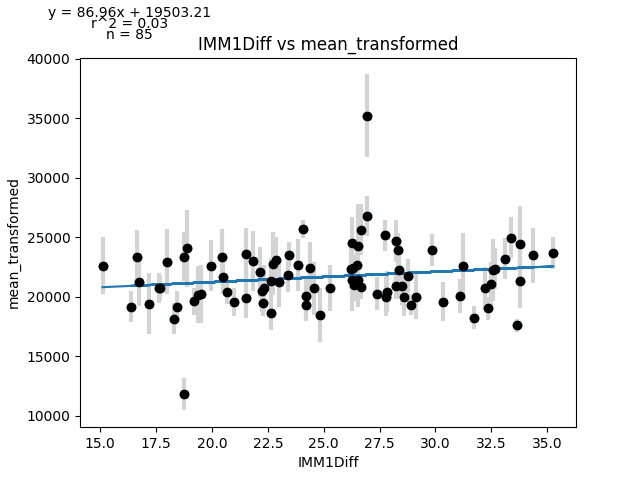 y = 86.96x + 19503.21
r^2 = 0.03
n = 85
IMM1Diff vs mean_transformed
40000
35000
30000
25000
20000
15000
10000
mean_transformed
15.0 17.5 20.0 22.5 25.0 27.5 30.0 32.5 35.0
IMM1Diff